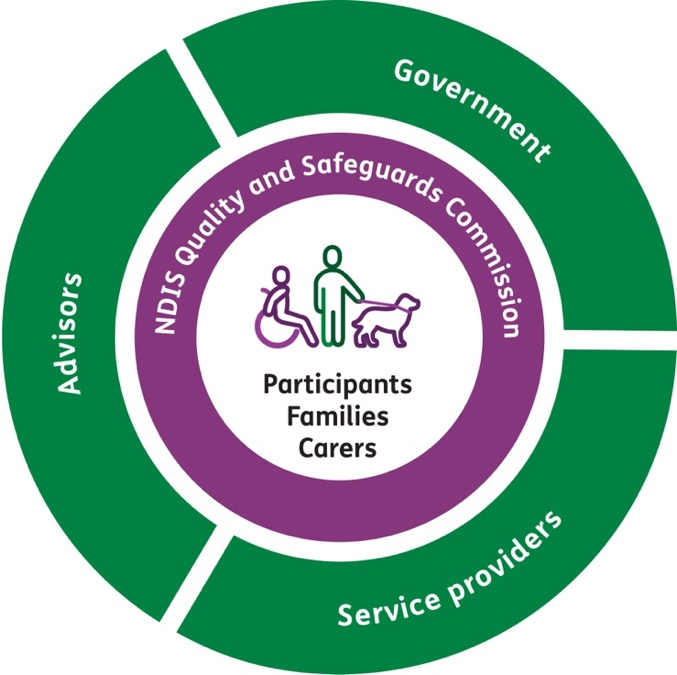 Government
NDIS Quality and Safeguards Commission
Advisors
Participants
Families
Carers
Service providers